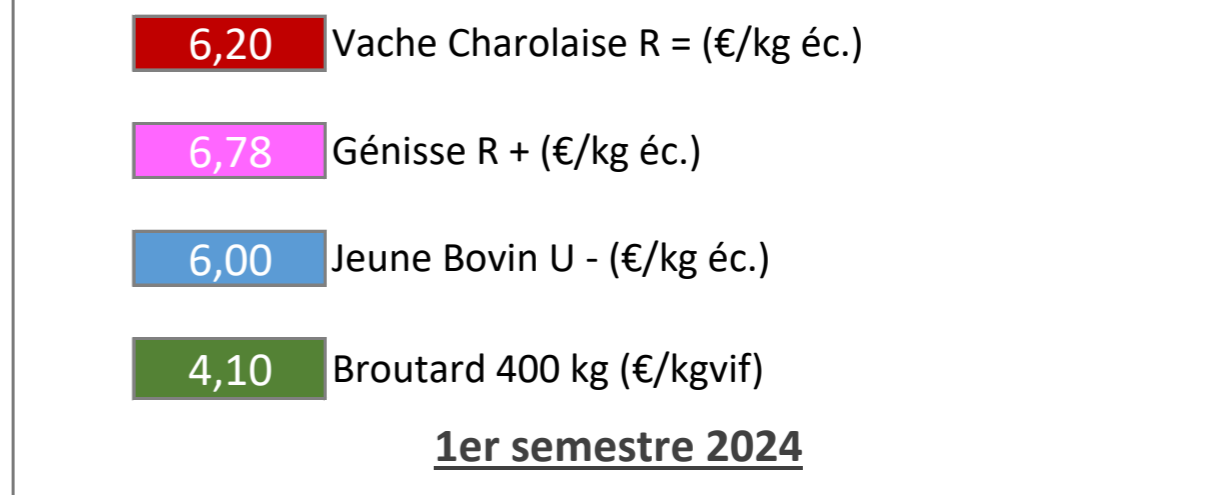 6,20 Vache Charolaise R = (€/kg éc.)
6,78 Génisse R + (€/kg éc.)
6,00 Jeune Bovin U - (€/kg éc.)
4,10 Broutard 400 kg (€/kgvif)
1er semestre 2024